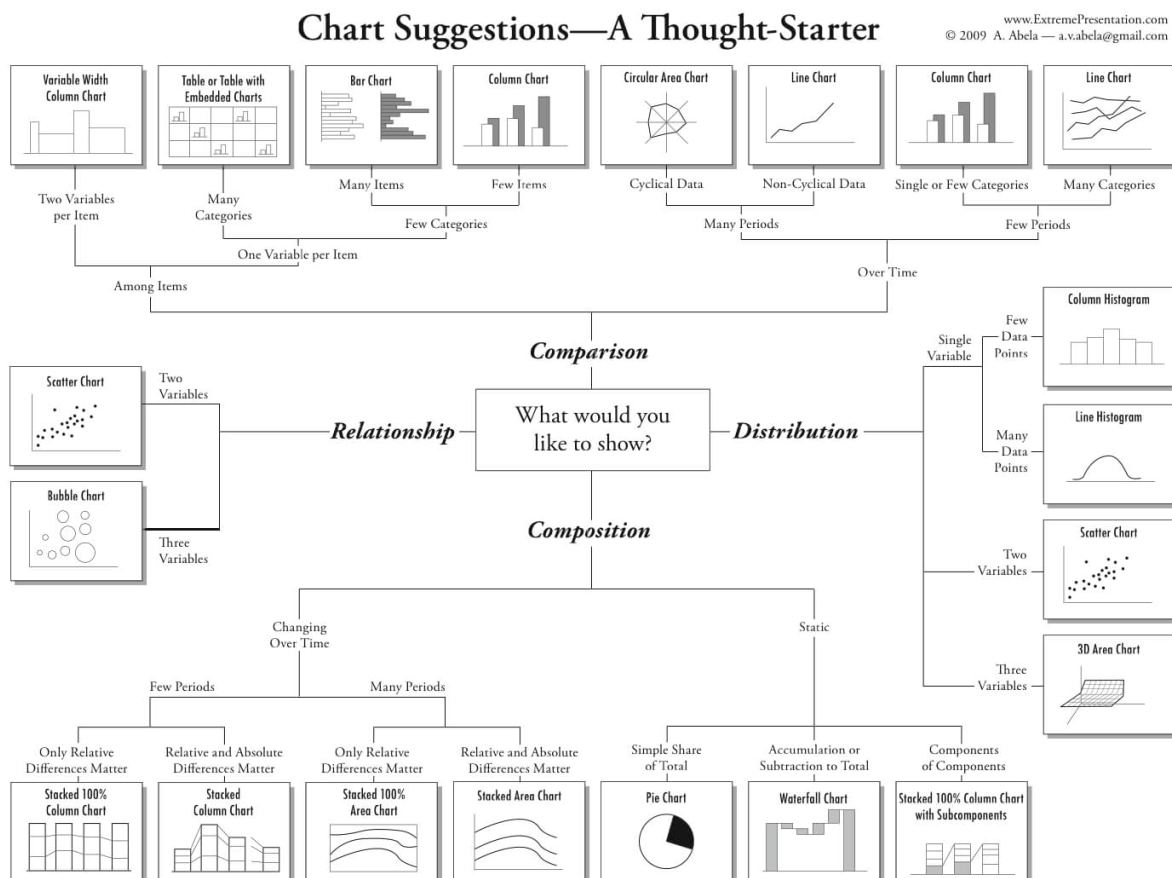 Chart Suggestions—A Thought-Starter
www.ExtremePresentation.com
© 2009 A. Abela — a.v.abela@gmail.com
Variable Width
Column Chart
Table or Table with
Embedded Charts
Bar Chart
Column Chart
Circular Area Chart
Line Chart
Column Chart
Line Chart
Two Variables
per Item
Many
Categories
Many Items
Few Items
Cyclical Data
Non-Cyclical Data
Single or Few Categories
Many Categories
Few Categories
Many Periods
Few Periods
One Variable per Item
Among Items
Over Time
Comparison
What would you
like to show?
Relationship
Two
Variables
Scatter Chart
Three
Variables
Bubble Chart
Distribution
Single
Variable
Few
Data
Points
Column Histogram
Many
Data
Points
Line Histogram
Two
Variables
Scatter Chart
Three
Variables
3D Area Chart
Composition
Changing
Over Time
Static
Few Periods
Many Periods
Only Relative
Differences Matter
Relative and Absolute
Differences Matter
Only Relative
Differences Matter
Relative and Absolute
Differences Matter
Simple Share
of Total
Accumulation or
Subtraction to Total
Components
of Components
Stacked 100%
Column Chart
Stacked
Column Chart
Stacked 100%
Area Chart
Stacked Area Chart
Pie Chart
Waterfall Chart
Stacked 100% Column Chart
with Subcomponents